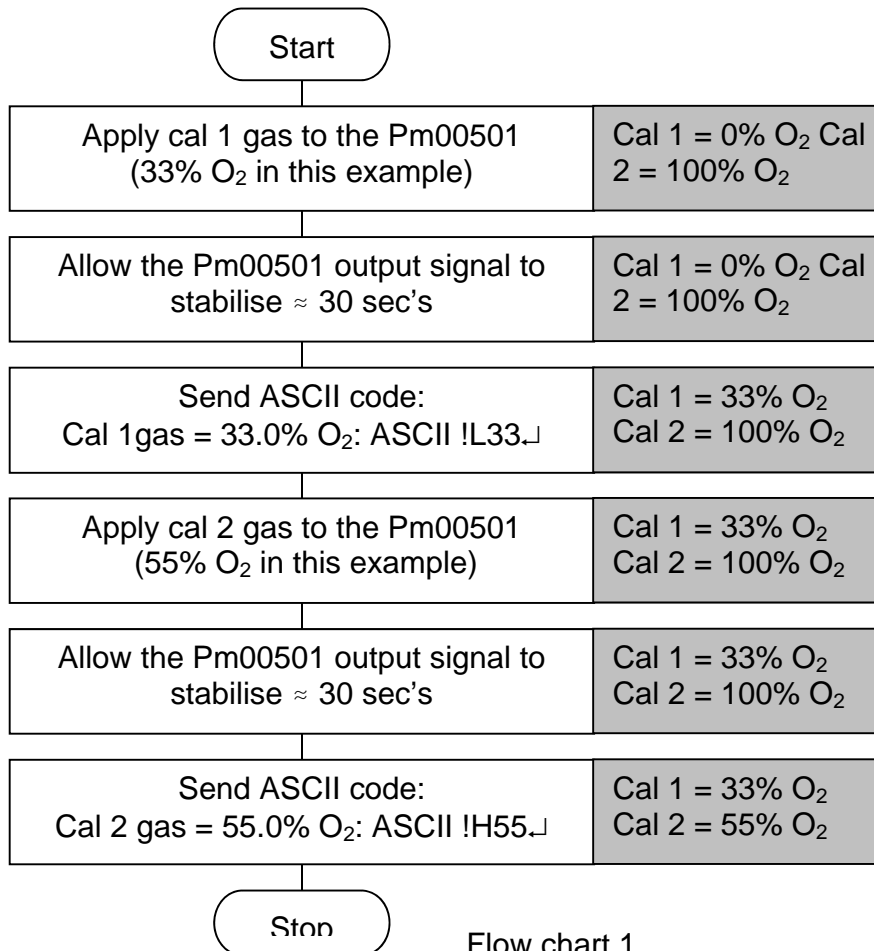 Start
Apply cal 1 gas to the Pm00501
(33% O₂ in this example)
Cal 1 = 0% O₂ Cal
2 = 100% O₂
Allow the Pm00501 output signal to
stabilise ≈ 30 sec's
Cal 1 = 0% O₂ Cal
2 = 100% O₂
Send ASCII code:
Cal 1gas = 33.0% O₂: ASCII !L33↵
Cal 1 = 33% O₂
Cal 2 = 100% O₂
Apply cal 2 gas to the Pm00501
(55% O₂ in this example)
Cal 1 = 33% O₂
Cal 2 = 100% O₂
Allow the Pm00501 output signal to
stabilise ≈ 30 sec's
Cal 1 = 33% O₂
Cal 2 = 100% O₂
Send ASCII code:
Cal 2 gas = 55.0% O₂: ASCII !H55↵
Cal 1 = 33% O₂
Cal 2 = 55% O₂
Stop
Flow chart 1